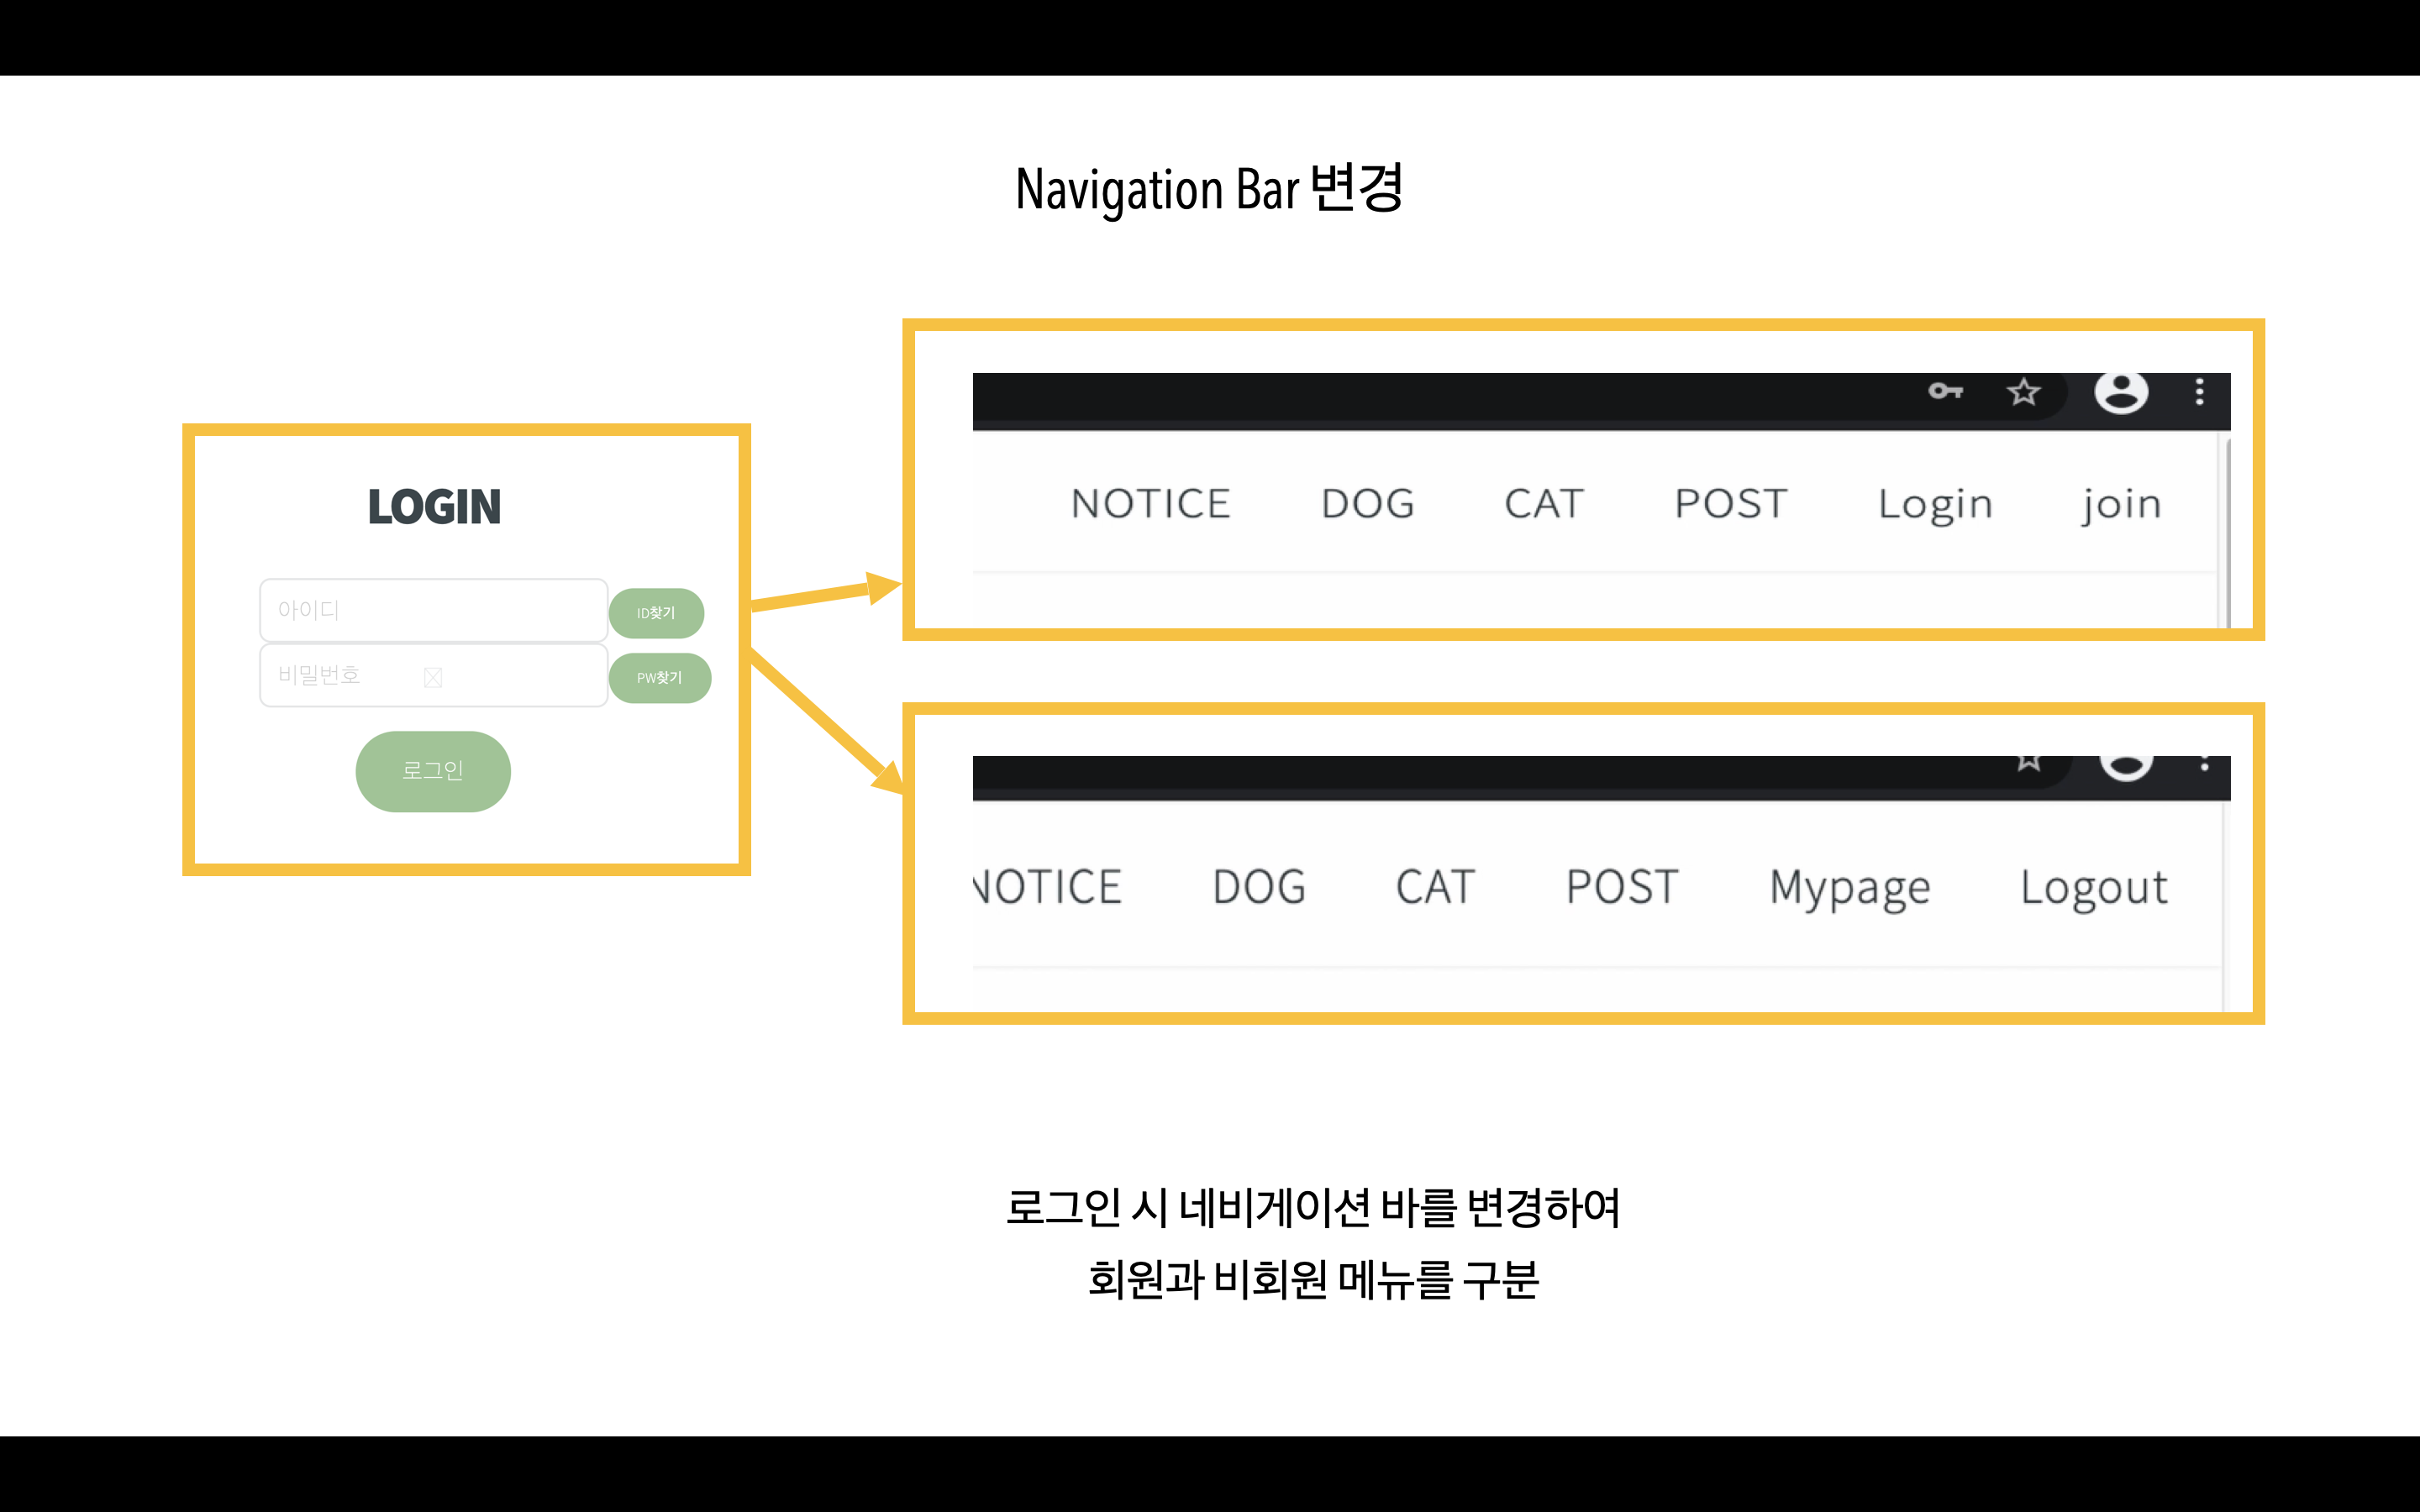 Navigation Bar 변경
LOGIN
아이디
ID찾기
비밀번호
PW찾기
로그인
NOTICE DOG CAT POST Login join
NOTICE DOG CAT POST Mypage Logout
로그인 시 네비게이션 바를 변경하여
회원과 비회원 메뉴를 구분